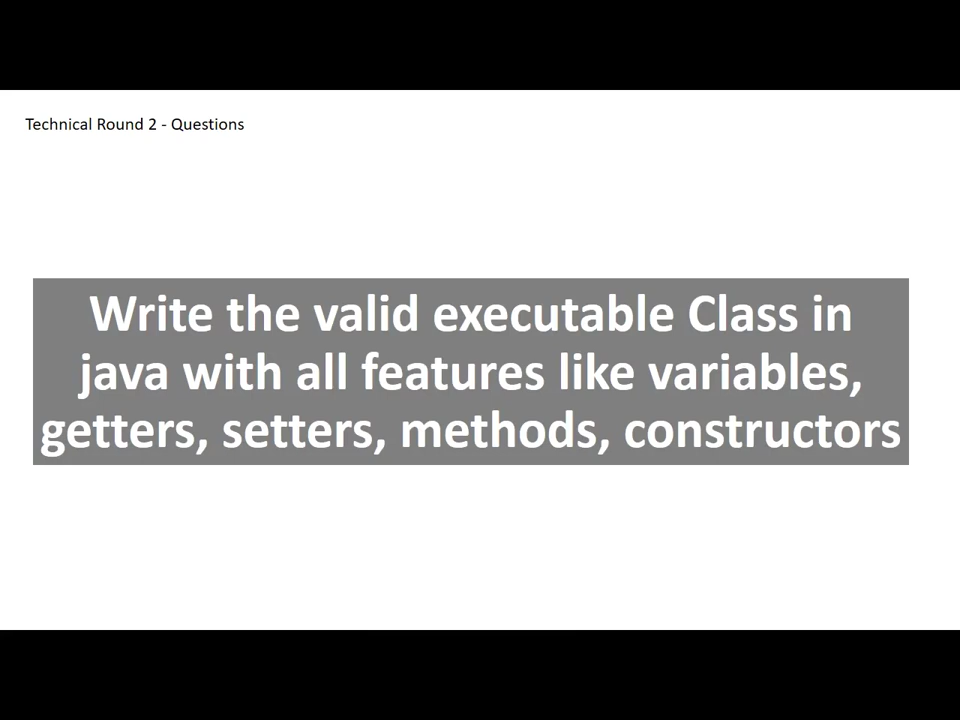 Technical Round 2 - Questions
Write the valid executable Class in
java with all features like variables,
getters, setters, methods, constructors